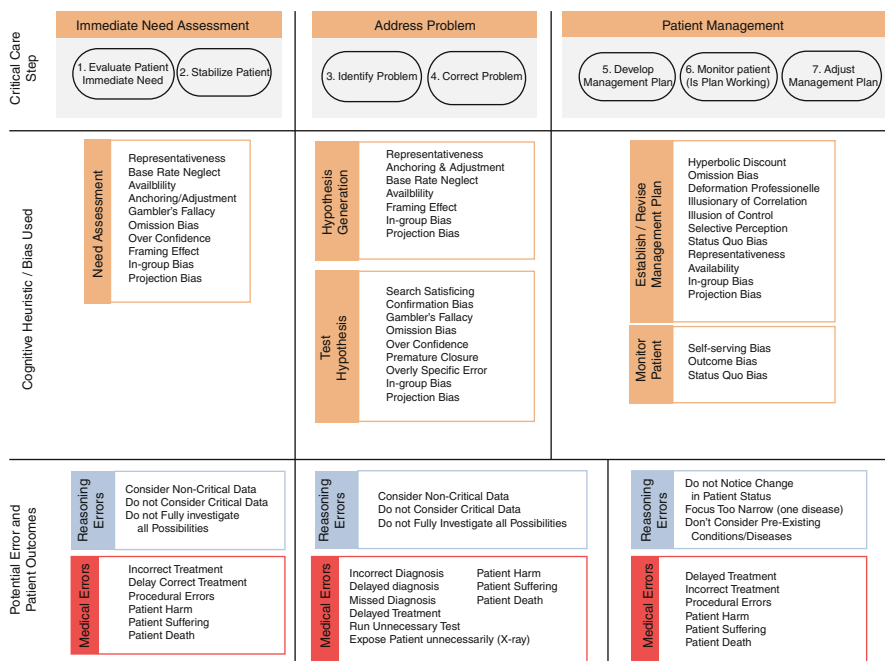 Immediate Need Assessment
Address Problem
Patient Management
Critical Care
Step
1. Evaluate Patient
Immediate Need
2. Stabilize Patient
3. Identify Problem
4. Correct Problem
5. Develop
Management Plan
6. Monitor patient
(Is Plan Working)
7. Adjust
Management Plan
Cognitive Heuristic / Bias Used
Need Assessment
Representativeness
Base Rate Neglect
Availblility
Anchoring/Adjustment
Gambler's Fallacy
Omission Bias
Over Confidence
Framing Effect
In-group Bias
Projection Bias
Hypothesis
Generation
Representativeness
Anchoring & Adjustment
Base Rate Neglect
Availblility
Framing Effect
In-group Bias
Projection Bias
Test
Hypothesis
Search Satisficing
Confirmation Bias
Gambler's Fallacy
Omission Bias
Over Confidence
Premature Closure
Overly Specific Error
In-group Bias
Projection Bias
Establish / Revise
Management Plan
Hyperbolic Discount
Omission Bias
Deformation Professionelle
Illusionary of Correlation
Illusion of Control
Selective Perception
Status Quo Bias
Representativeness
Availability
In-group Bias
Projection Bias
Monitor
Patient
Self-serving Bias
Outcome Bias
Status Quo Bias
Potential Error and
Patient Outcomes
Reasoning
Errors
Consider Non-Critical Data
Do not Consider Critical Data
Do not Fully investigate
all Possibilities
Reasoning
Errors
Consider Non-Critical Data
Do not Consider Critical Data
Do not Fully Investigate all Possibilities
Reasoning
Errors
Do not Notice Change
in Patient Status
Focus Too Narrow (one disease)
Don't Consider Pre-Existing
Conditions/Diseases
Medical Errors
Incorrect Treatment
Delay Correct Treatment
Procedural Errors
Patient Harm
Patient Suffering
Patient Death
Medical Errors
Incorrect Diagnosis
Delayed diagnosis
Missed Diagnosis
Delayed Treatment
Run Unnecessary Test
Expose Patient unnecessarily (X-ray)
Patient Harm
Patient Suffering
Patient Death
Medical Errors
Delayed Treatment
Incorrect Treatment
Procedural Errors
Patient Harm
Patient Suffering
Patient Death